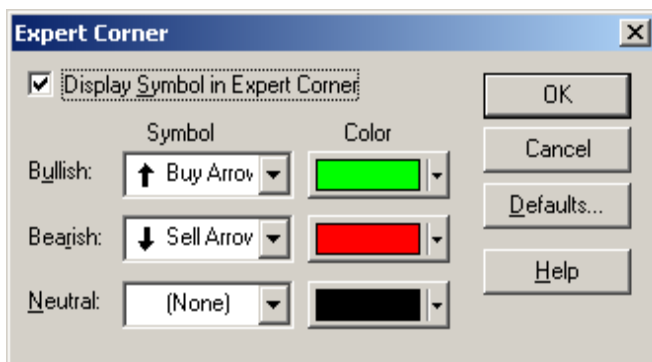 Expert Corner
Display Symbol in Expert Corner
OK
Symbol Color
Cancel
Bullish: Buy Arrov
Defaults...
Bearish: Sell Arrov
Help
Neutral: (None)